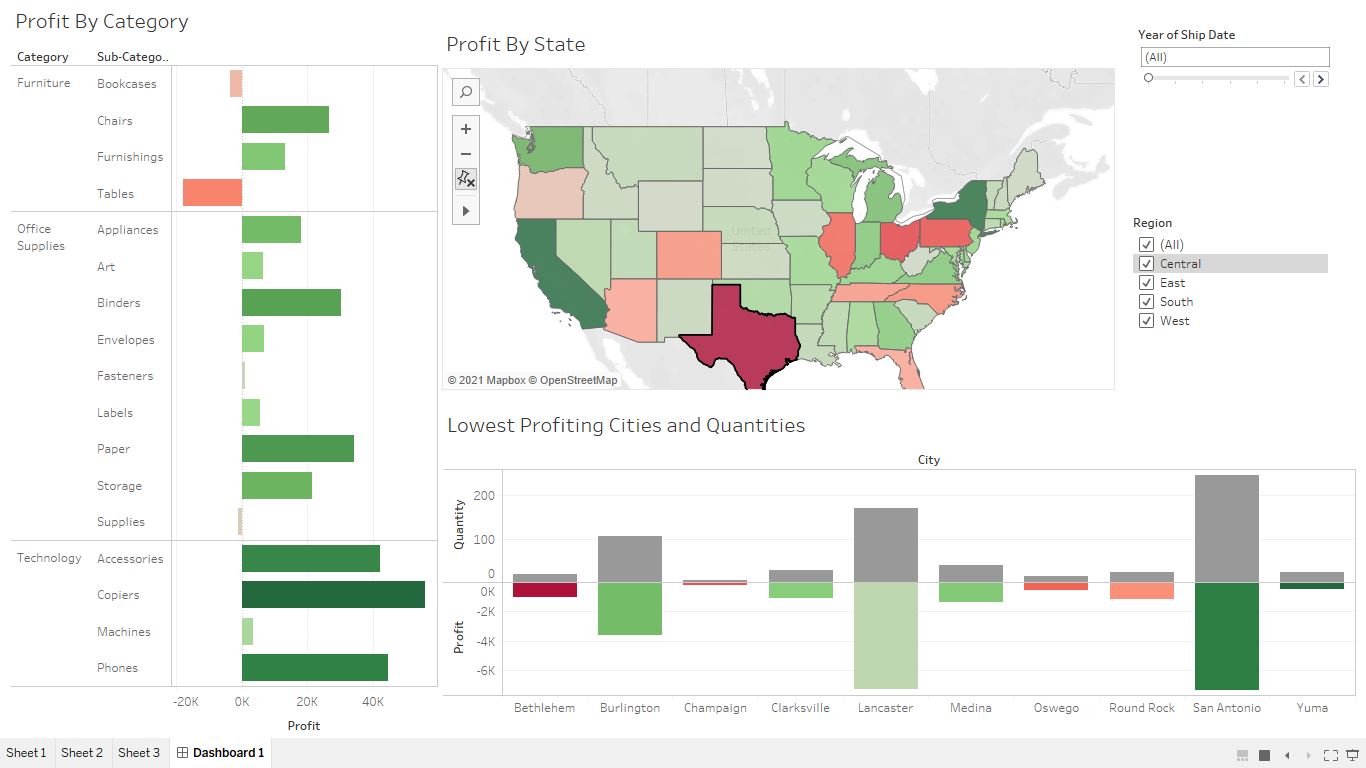 Profit By Category
Category Sub-Catego..
Furniture Bookcases
Chairs
Furnishings
Tables
Office Supplies Appliances
Art
Binders
Envelopes
Fasteners
Labels
Paper
Storage
Supplies
Technology Accessories
Copiers
Machines
Phones
-20K 0K 20K 40K
Profit
Profit By State
United
States
© 2021 Mapbox © OpenStreetMap
Year of Ship Date
(All)
Region
(All)
Central
East
South
West
Lowest Profiting Cities and Quantities
City
Quantity
200
100
0
Profit
0K
-2K
-4K
-6K
Bethlehem Burlington Champaign Clarksville Lancaster Medina Oswego Round Rock San Antonio Yuma
Sheet 1 Sheet 2 Sheet 3 Dashboard 1